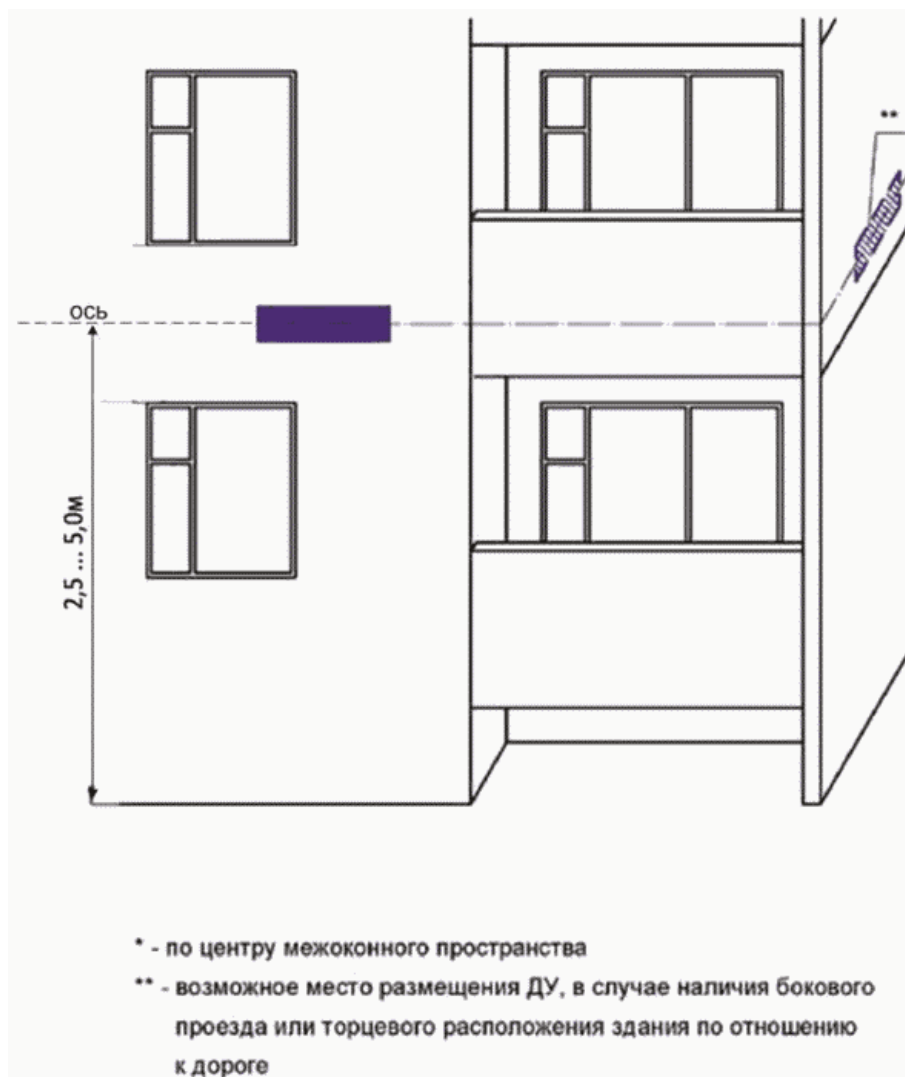 **
ось
2,5 ... 5,0м
* - по центру межоконного пространства
** - возможное место размещения ДУ, в случае наличия бокового
проезда или торцевого расположения здания по отношению
к дороге